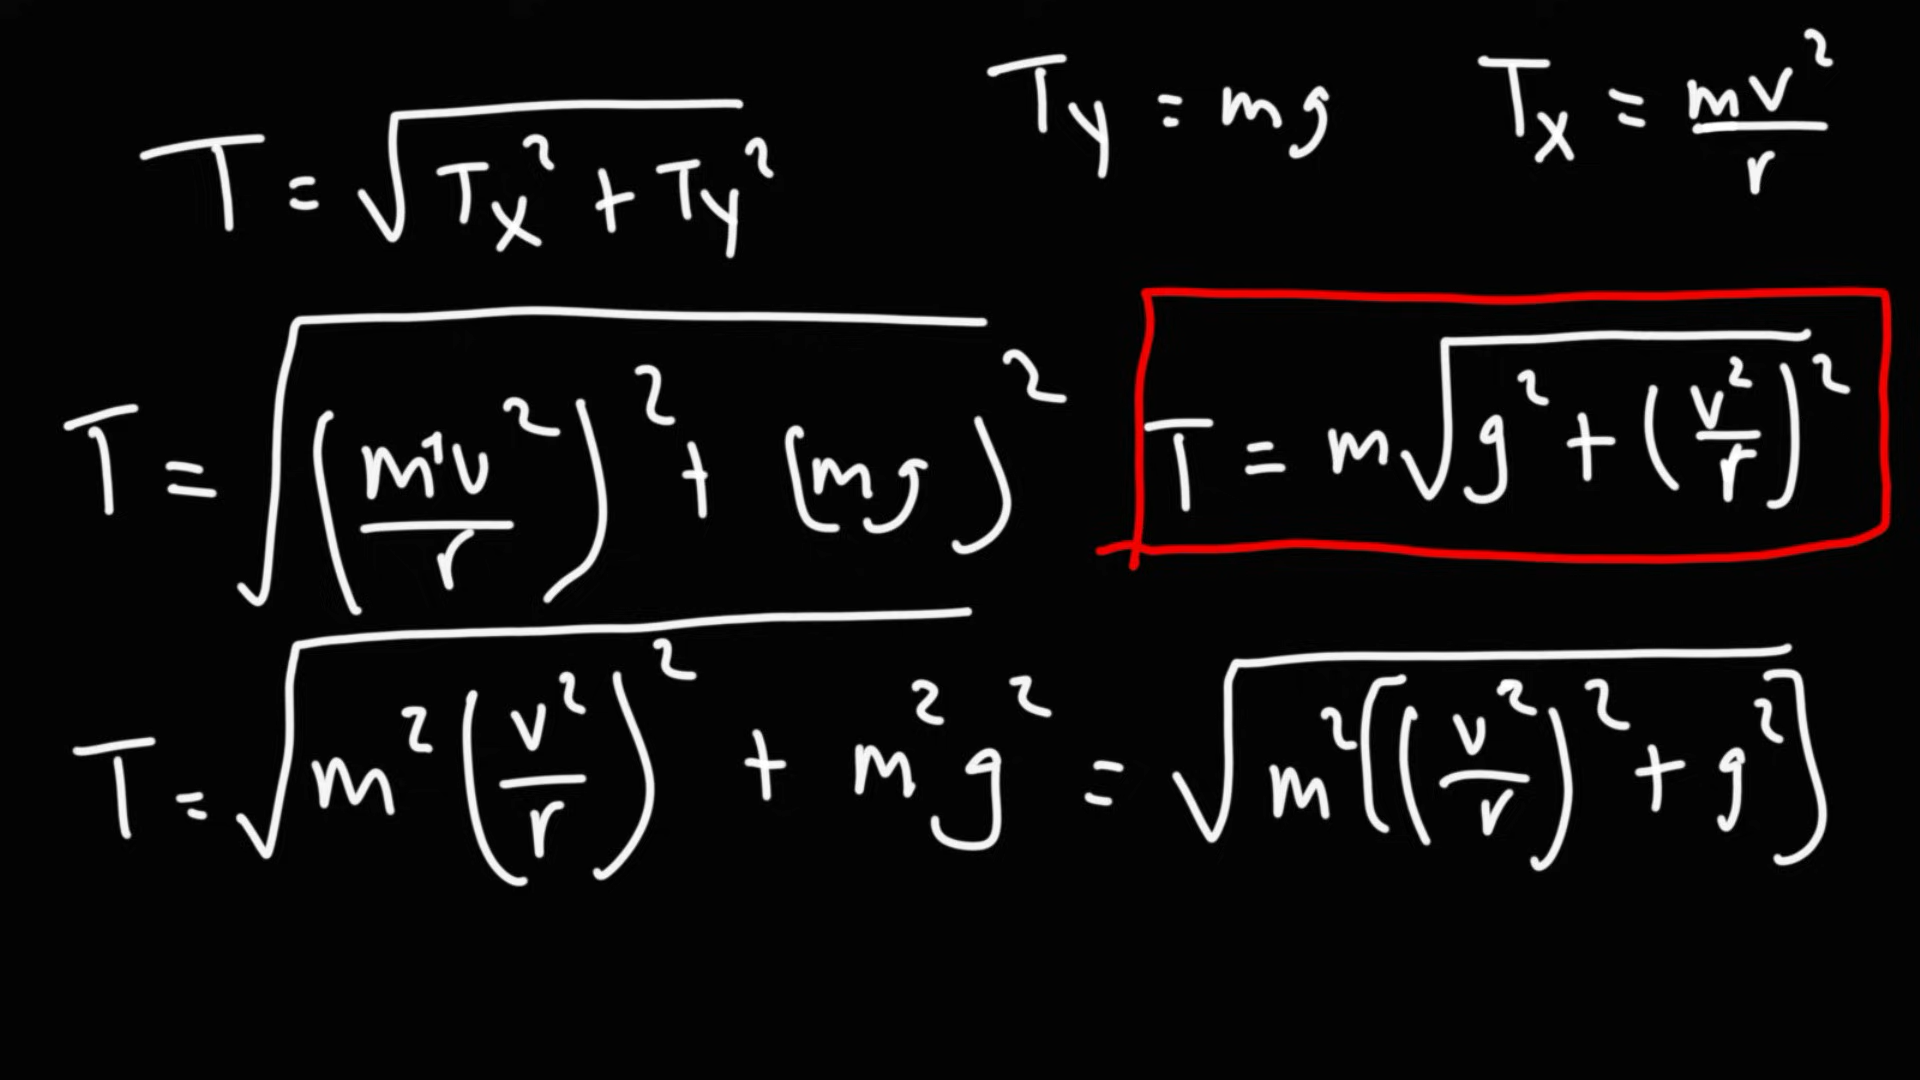 T = √(Tx² + Ty²)
Ty = mg
Tx = mv²/r
T = √((m¹v²/r)² + (mg)²)
T = m√(g² + (v²/r)²)
T = √(m²(v²/r)² + m²g²) = √(m²[(v²/r)² + g²])